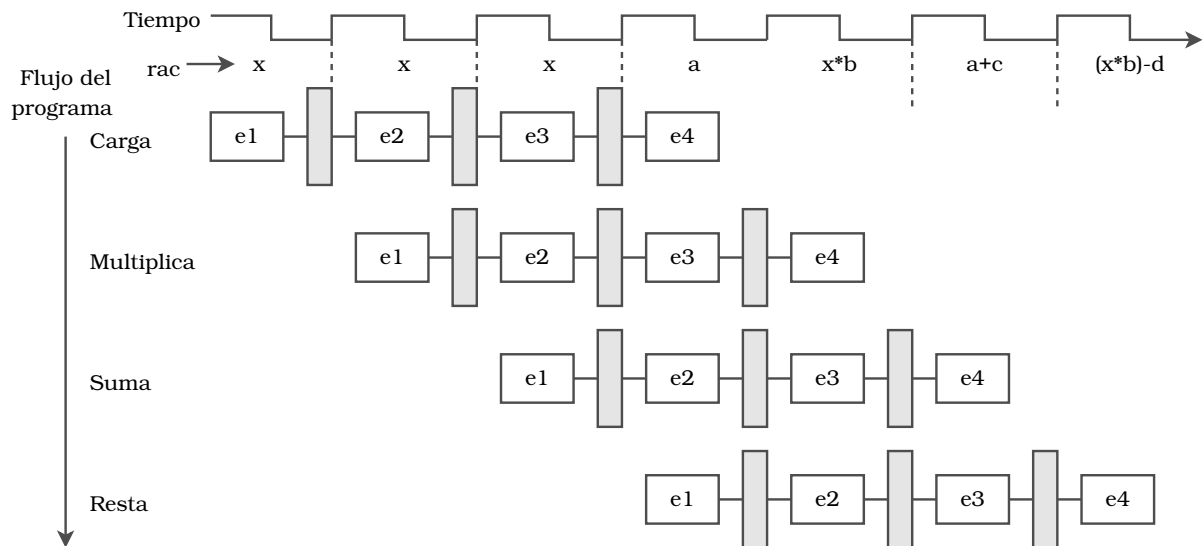 Tiempo
rac x x x a x*b a+c (x*b)-d
Flujo del
programa
Carga e1 e2 e3 e4
Multiplica e1 e2 e3 e4
Suma e1 e2 e3 e4
Resta e1 e2 e3 e4